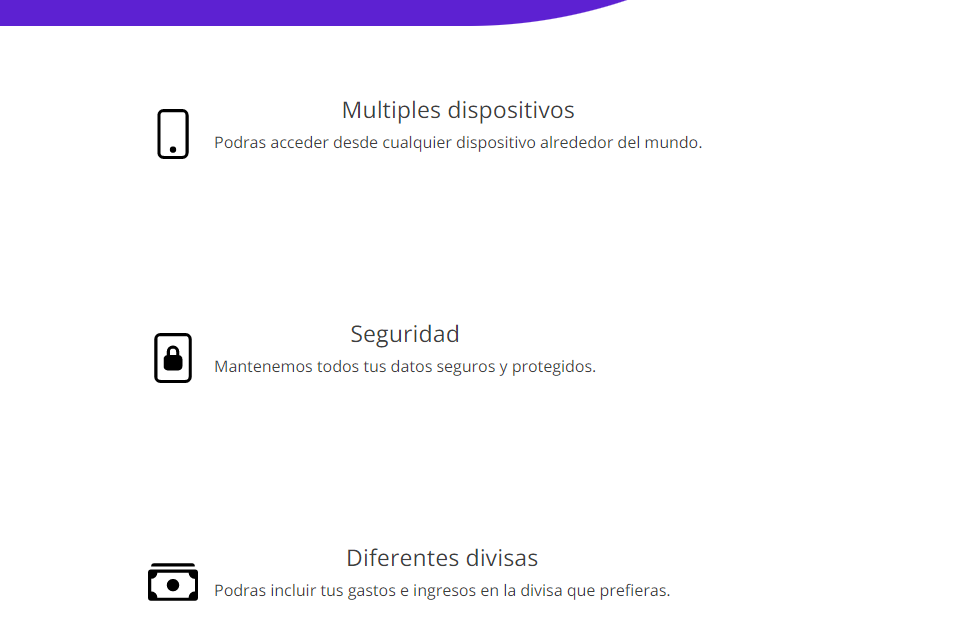 Multiples dispositivos
Podras acceder desde cualquier dispositivo alrededor del mundo.
Seguridad
Mantenemos todos tus datos seguros y protegidos.
Diferentes divisas
Podras incluir tus gastos e ingresos en la divisa que prefieras.